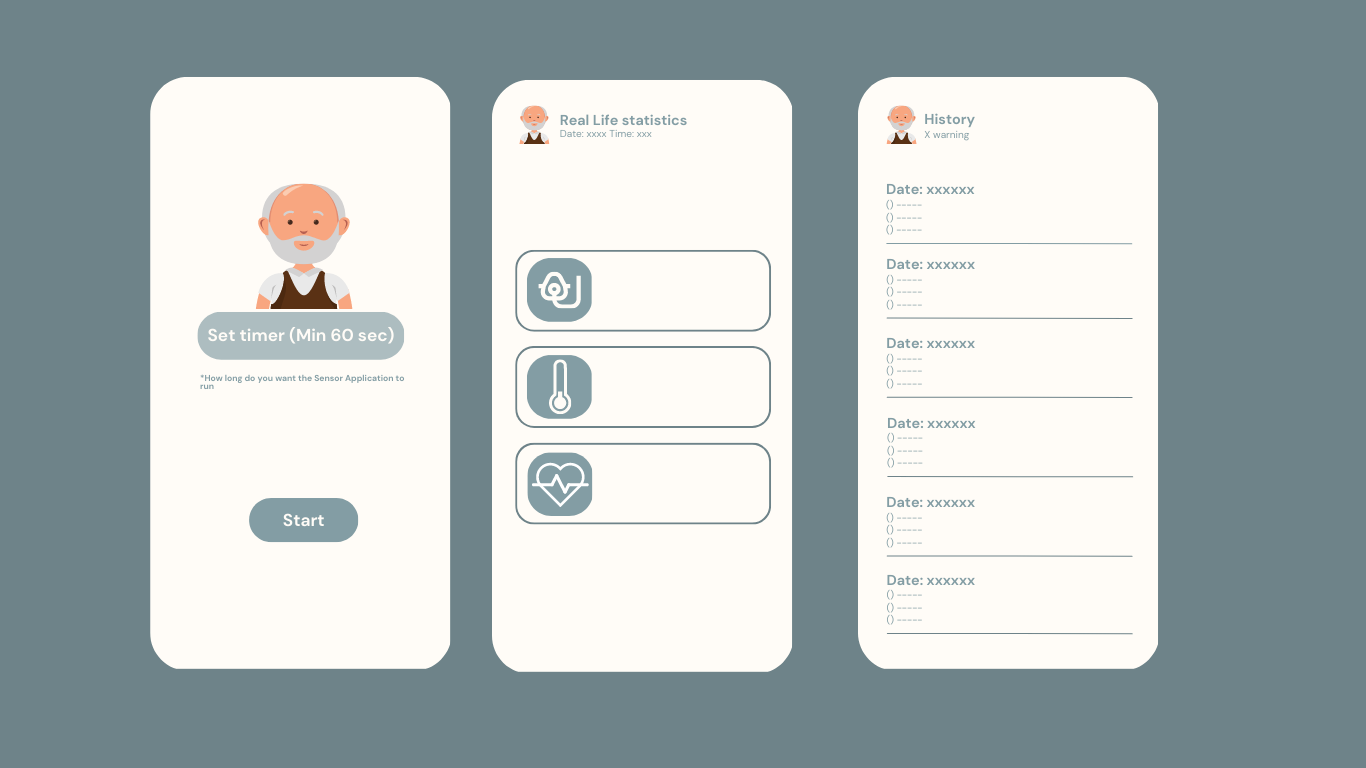 Set timer (Min 60 sec)
*How long do you want the Sensor Application to
run
Start
Real Life statistics
Date: xxxx Time: xxx
History
X warning
Date: xxxxxx
() -----
() -----
() -----
Date: xxxxxx
() -----
() -----
() -----
Date: xxxxxx
() -----
() -----
() -----
Date: xxxxxx
() -----
() -----
() -----
Date: xxxxxx
() -----
() -----
() -----
Date: xxxxxx
() -----
() -----
() -----